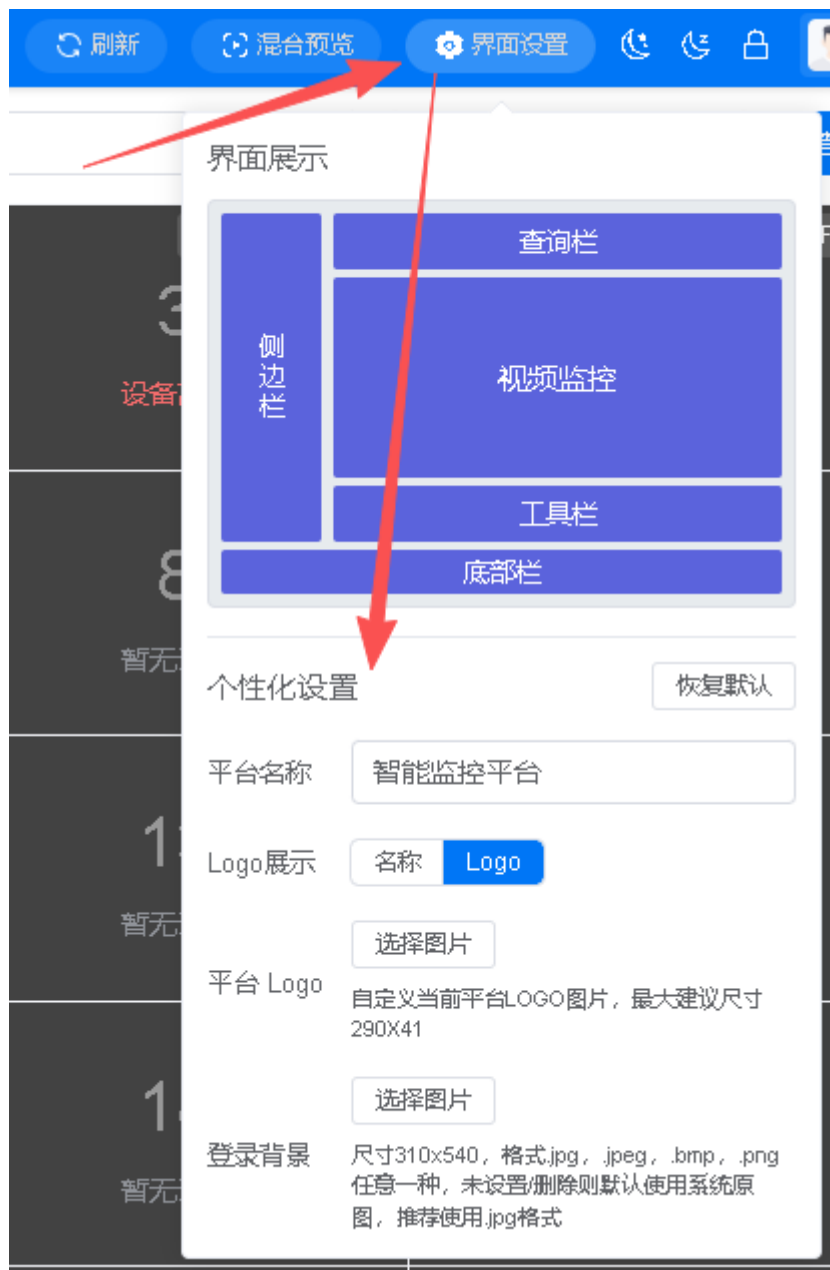 刷新
混合预览
界面设置
界面展示
侧边栏
查询栏
视频监控
工具栏
底部栏
设备
暂无
暂无
暂无
个性化设置
恢复默认
平台名称
智能监控平台
Logo展示
名称
Logo
平台 Logo
选择图片
自定义当前平台LOGO图片，最大建议尺寸
290X41
登录背景
选择图片
尺寸310x540，格式.jpg，.jpeg，.bmp，.png
任意一种，未设置/删除则默认使用系统原
图，推荐使用.jpg格式